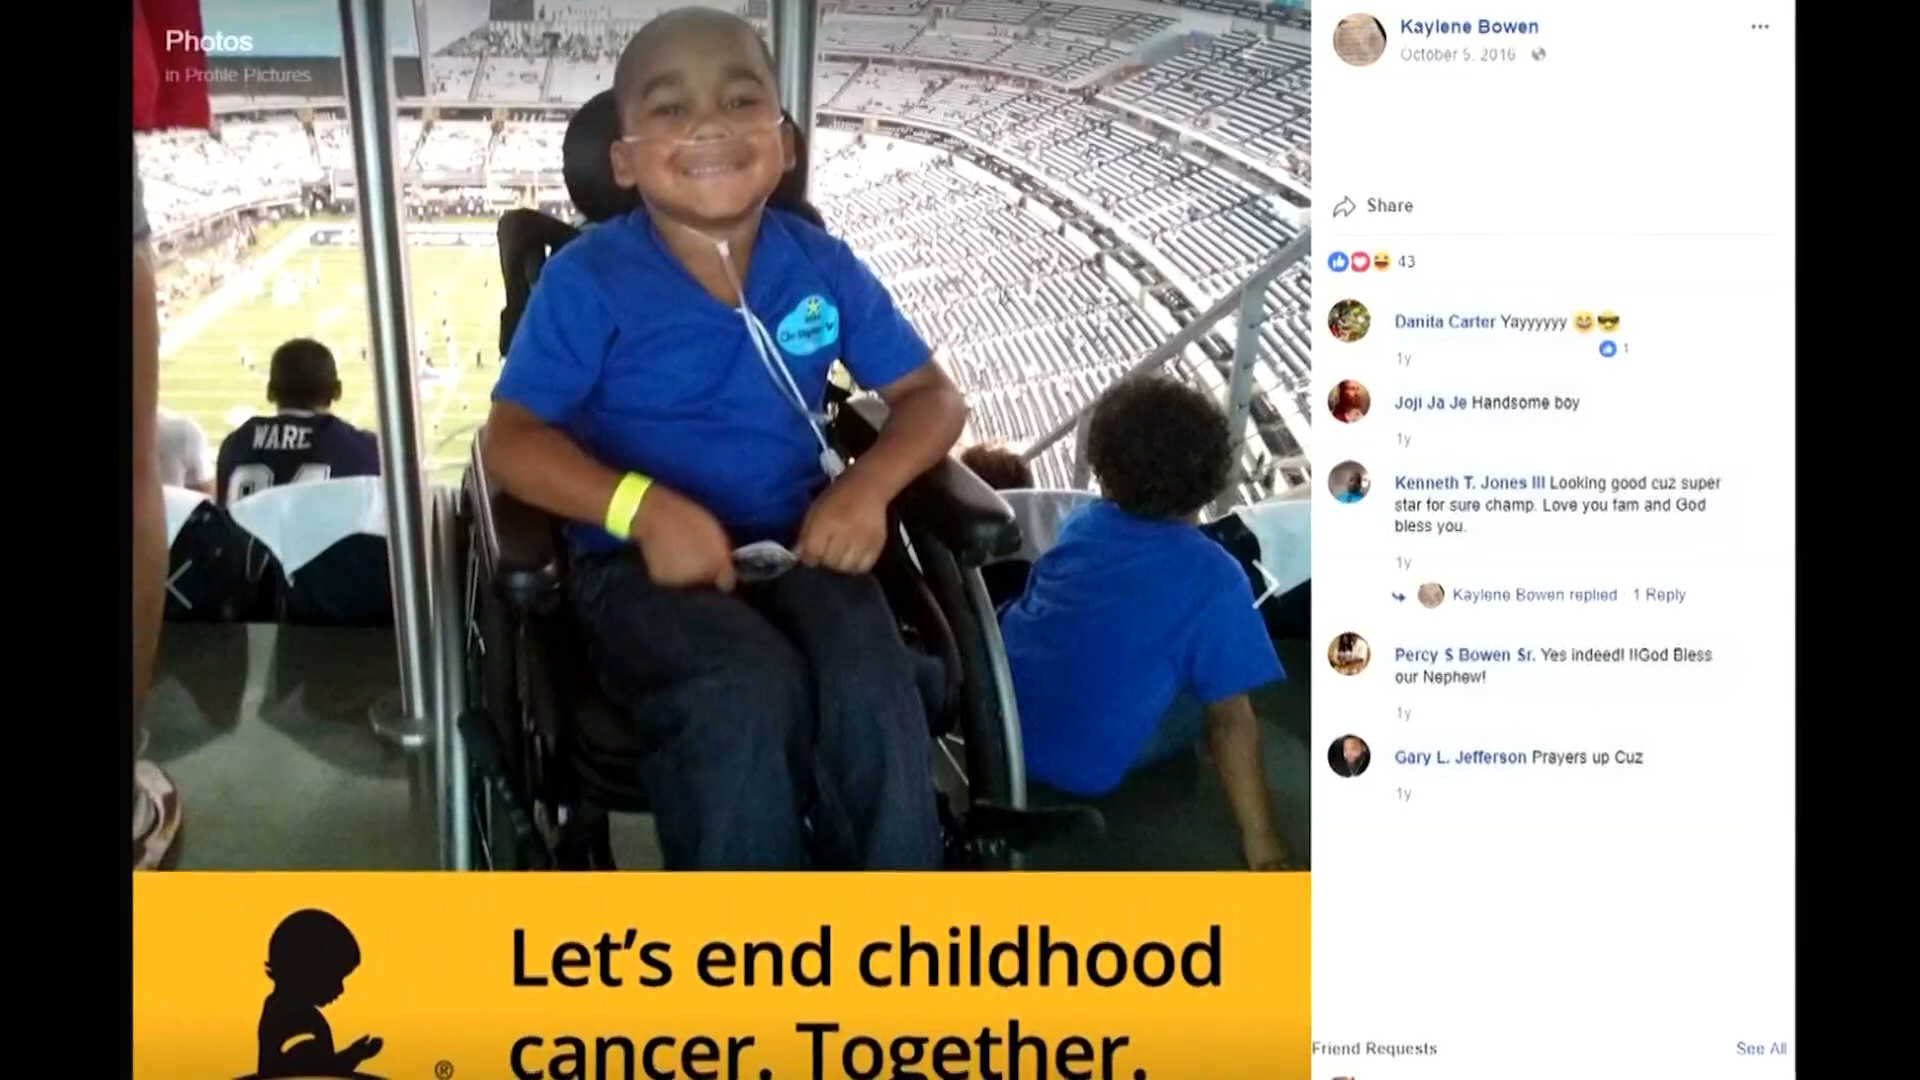 Photos
in Profile Pictures
WARE
Let's end childhood
cancer. Together.
®
Kaylene Bowen
October 5, 2016
Share
43
Danita Carter Yayyyyyy
1
1y
Joji Ja Je Handsome boy
1y
Kenneth T. Jones III Looking good cuz super
star for sure champ. Love you fam and God
bless you.
1y
Kaylene Bowen replied · 1 Reply
Percy S Bowen Sr. Yes indeed! !!God Bless
our Nephew!
1y
Gary L. Jefferson Prayers up Cuz
1y
Friend Requests
See All